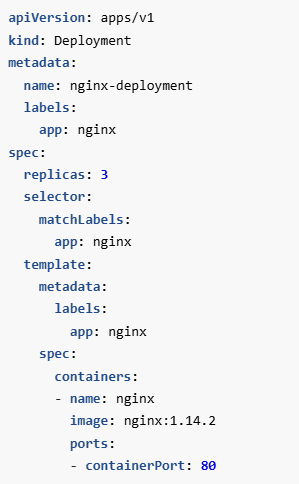 apiVersion: apps/v1
kind: Deployment
metadata:
  name: nginx-deployment
  labels:
    app: nginx
spec:
  replicas: 3
  selector:
    matchLabels:
      app: nginx
  template:
    metadata:
      labels:
        app: nginx
    spec:
      containers:
      - name: nginx
        image: nginx:1.14.2
        ports:
        - containerPort: 80